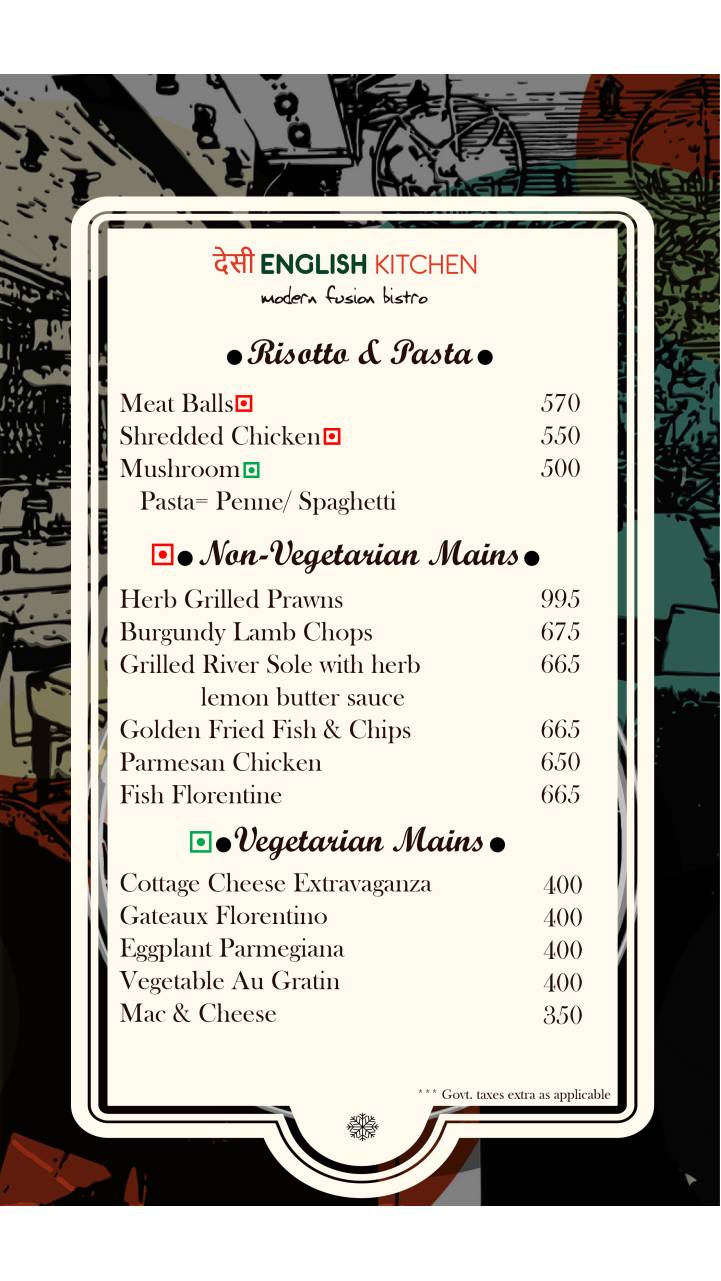 देसी ENGLISH KITCHEN
modern fusion bistro
Risotto & Pasta
Meat Balls 570
Shredded Chicken 550
Mushroom 500
Pasta= Penne/ Spaghetti
Non-Vegetarian Mains
Herb Grilled Prawns 995
Burgundy Lamb Chops 675
Grilled River Sole with herb 665
lemon butter sauce
Golden Fried Fish & Chips 665
Parmesan Chicken 650
Fish Florentine 665
Vegetarian Mains
Cottage Cheese Extravaganza 400
Gateaux Florentino 400
Eggplant Parmegiana 400
Vegetable Au Gratin 400
Mac & Cheese 350
*** Govt. taxes extra as applicable